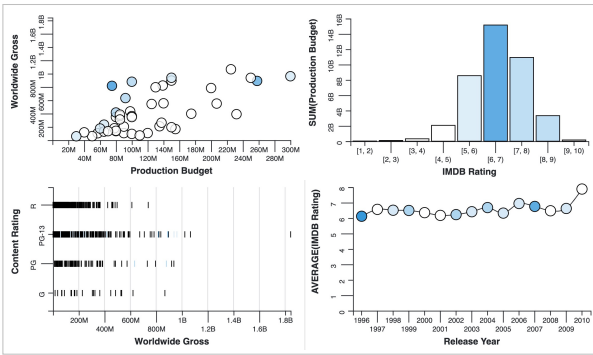 Worldwide Gross
1.8B
1.6B
1.4B
1.2B
1B
800M
600M
400M
200M
20M 60M 100M 140M 180M 220M 260M 300M
40M 80M 120M 160M 200M 240M 280M
Production Budget
SUM(Production Budget)
16B
14B
12B
10B
8B
6B
4B
2B
0
[1, 2) [3, 4) [5, 6) [7, 8) [9, 10)
[2, 3) [4, 5) [6, 7) [8, 9)
IMDB Rating
Content Rating
R
PG-13
PG
G
200M 600M 1B 1.4B 1.8B
400M 800M 1.2B 1.6B
Worldwide Gross
AVERAGE(IMDB Rating)
8
7
6
5
4
3
2
1
0
1996 1998 2000 2002 2004 2006 2008 2010
1997 1999 2001 2003 2005 2007 2009
Release Year